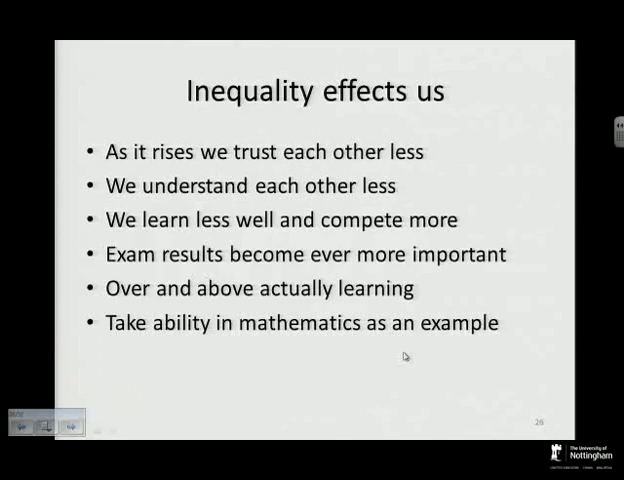 Inequality effects us
• As it rises we trust each other less
• We understand each other less
• We learn less well and compete more
• Exam results become ever more important
• Over and above actually learning
• Take ability in mathematics as an example
26
The University of
Nottingham